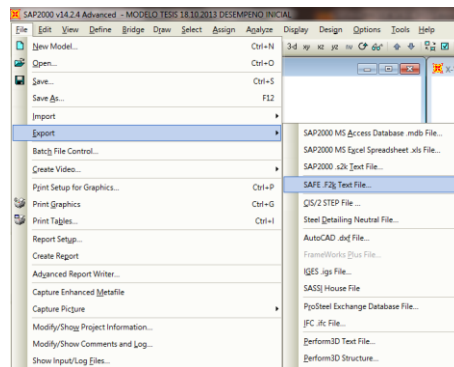 SAP2000 v14.2.4 Advanced - MODELO TESIS 18.10.2013 DESEMPENO INICIAL
File Edit View Define Bridge Draw Select Assign Analyze Display Design Options Tools Help
New Model... Ctrl+N
Open... Ctrl+O
Save... Ctrl+S
Save As... F12
Import
Export
Batch File Control...
Create Video...
Print Setup for Graphics... Ctrl+P
Print Graphics Ctrl+G
Print Tables... Ctrl+I
Report Setup...
Create Report
Advanced Report Writer...
Capture Enhanced Metafile
Capture Picture
Modify/Show Project Information...
Modify/Show Comments and Log...
Show Input/Log Files...
3-d xy xz yz nv
X-
SAP2000 MS Access Database .mdb File...
SAP2000 MS Excel Spreadsheet .xls File...
SAP2000 .s2k Text File...
SAFE .F2k Text File...
CIS/2 STEP File ...
Steel Detailing Neutral File...
AutoCAD .dxf File...
FrameWorks Plus File...
IGES .igs File...
SASSI House File
ProSteel Exchange Database File...
IFC .ifc File...
Perform3D Text File...
Perform3D Structure...